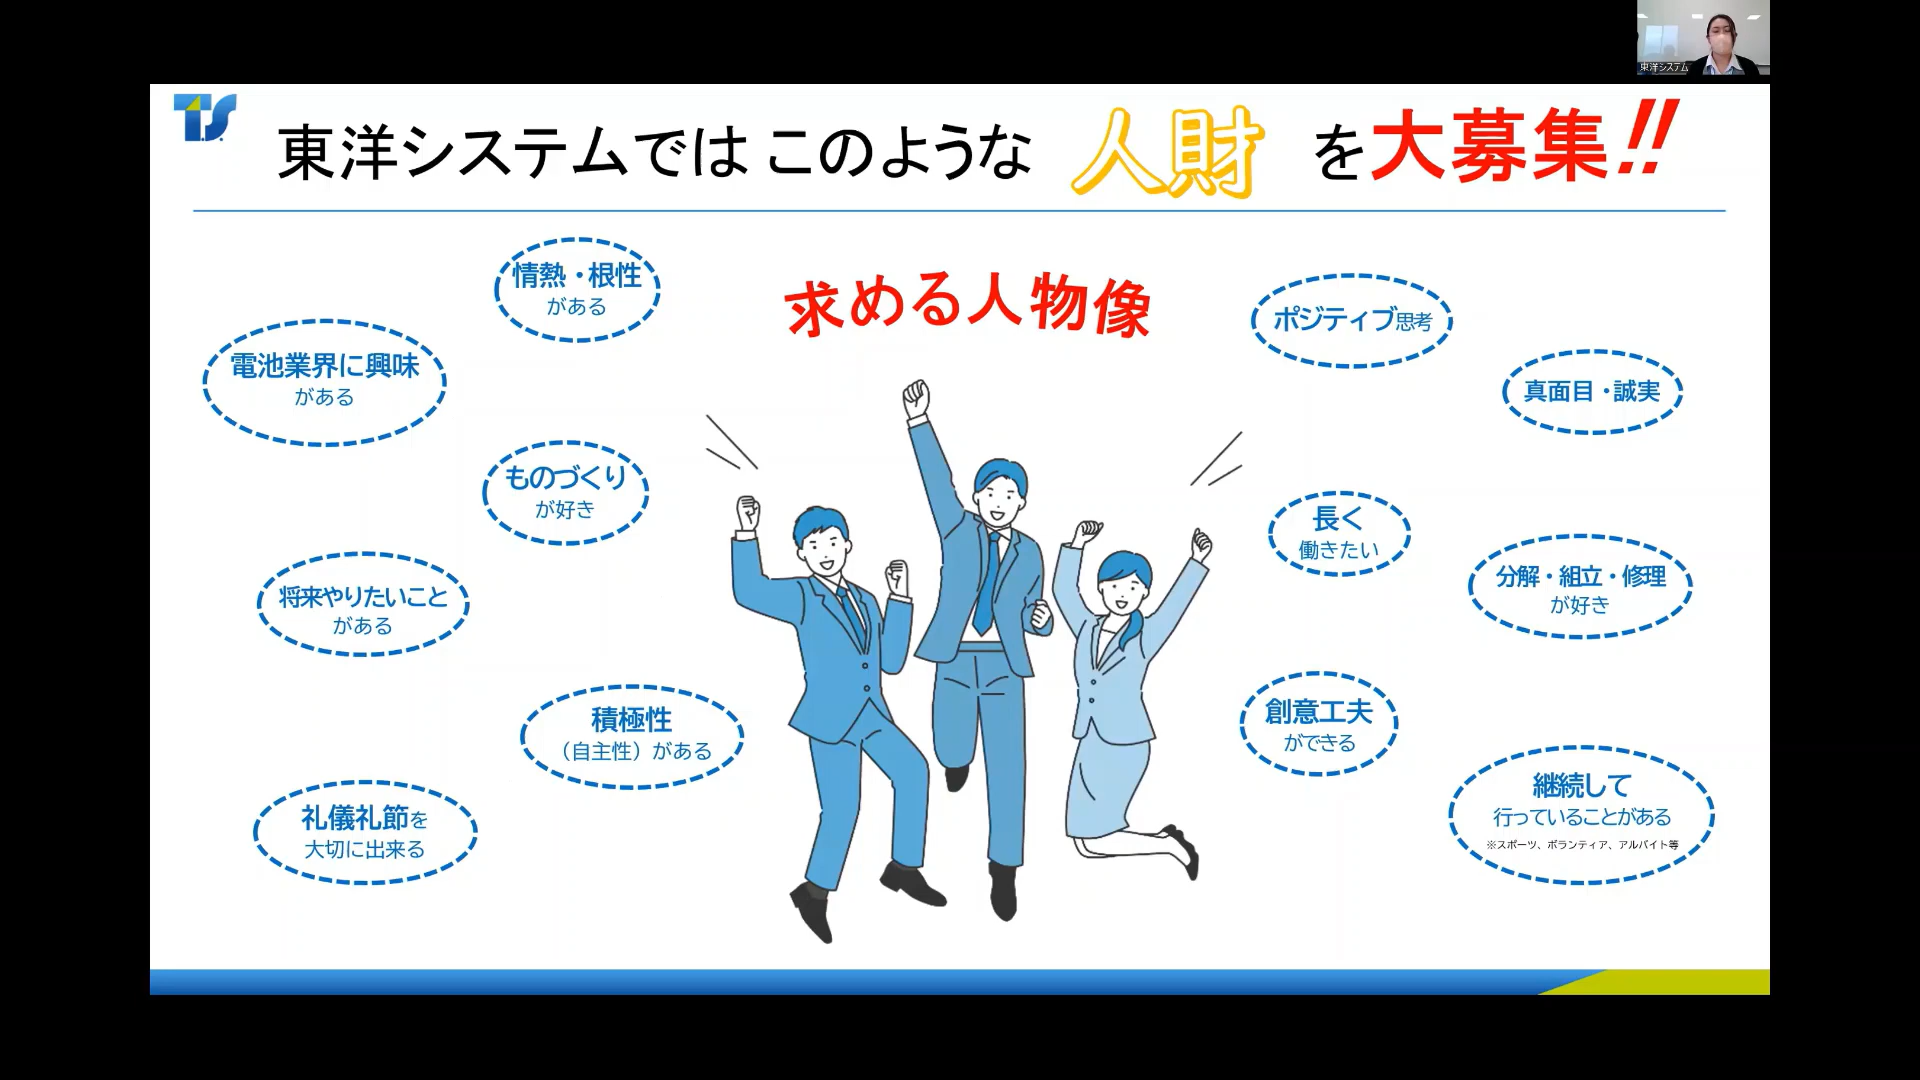 東洋システム
T.S.
東洋システムでは このような 人財 を大募集!!
求める人物像
情熱・根性
がある
電池業界に興味
がある
ものづくり
が好き
将来やりたいこと
がある
積極性
（自主性）がある
礼儀礼節を
大切に出来る
ポジティブ思考
真面目・誠実
長く
働きたい
分解・組立・修理
が好き
創意工夫
ができる
継続して
行っていることがある
※スポーツ、ボランティア、アルバイト等